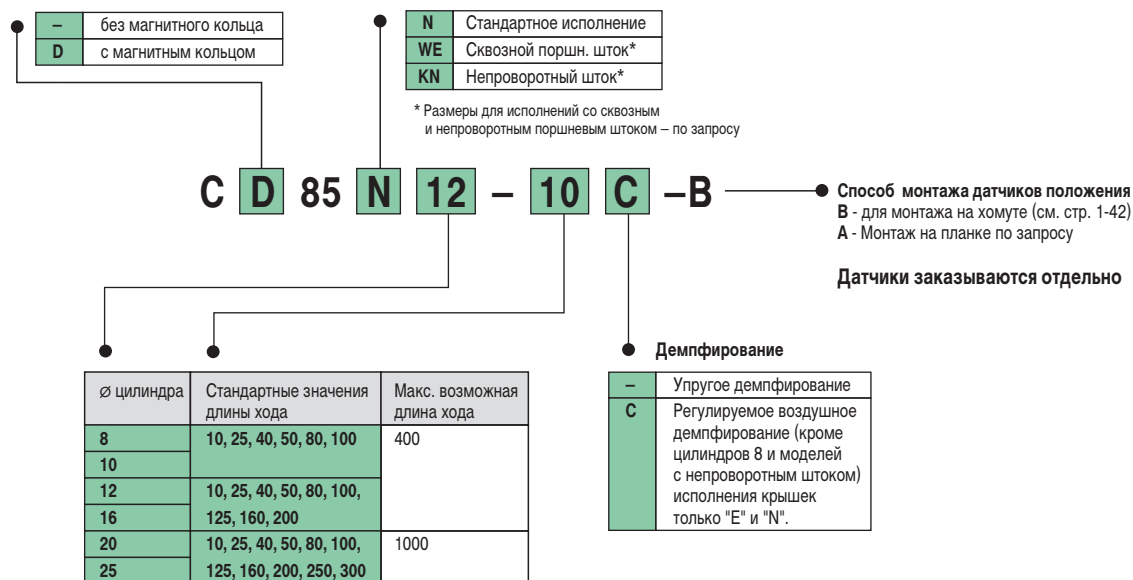 – без магнитного кольца
D с магнитным кольцом
N Стандартное исполнение
WE Сквозной поршн. шток*
KN Непроворотный шток*
* Размеры для исполнений со сквозным
и непроворотным поршневым штоком – по запросу
C D 85 N 12 – 10 C –B
Способ монтажа датчиков положения
B - для монтажа на хомуте (см. стр. 1-42)
A - Монтаж на планке по запросу
Датчики заказываются отдельно
Ø цилиндра Стандартные значения Макс. возможная
длины хода длина хода
8 10, 25, 40, 50, 80, 100 400
10
12 10, 25, 40, 50, 80, 100,
16 125, 160, 200
20 10, 25, 40, 50, 80, 100, 1000
25 125, 160, 200, 250, 300
Демпфирование
– Упругое демпфирование
C Регулируемое воздушное
демпфирование (кроме
цилиндров 8 и моделей
с непроворотным штоком)
исполнения крышек
только "E" и "N".